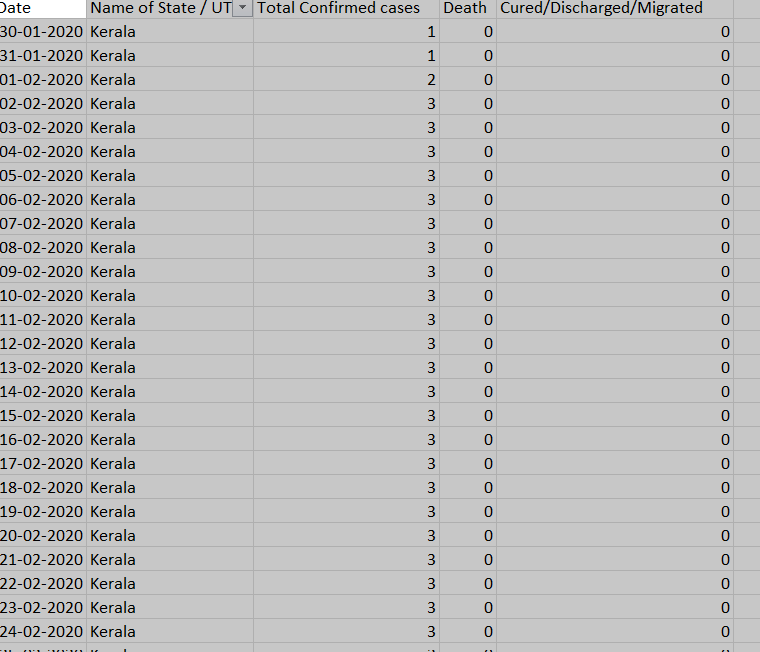 Date Name of State / UT Total Confirmed cases Death Cured/Discharged/Migrated
30-01-2020 Kerala 1 0 0
31-01-2020 Kerala 1 0 0
01-02-2020 Kerala 2 0 0
02-02-2020 Kerala 3 0 0
03-02-2020 Kerala 3 0 0
04-02-2020 Kerala 3 0 0
05-02-2020 Kerala 3 0 0
06-02-2020 Kerala 3 0 0
07-02-2020 Kerala 3 0 0
08-02-2020 Kerala 3 0 0
09-02-2020 Kerala 3 0 0
10-02-2020 Kerala 3 0 0
11-02-2020 Kerala 3 0 0
12-02-2020 Kerala 3 0 0
13-02-2020 Kerala 3 0 0
14-02-2020 Kerala 3 0 0
15-02-2020 Kerala 3 0 0
16-02-2020 Kerala 3 0 0
17-02-2020 Kerala 3 0 0
18-02-2020 Kerala 3 0 0
19-02-2020 Kerala 3 0 0
20-02-2020 Kerala 3 0 0
21-02-2020 Kerala 3 0 0
22-02-2020 Kerala 3 0 0
23-02-2020 Kerala 3 0 0
24-02-2020 Kerala 3 0 0